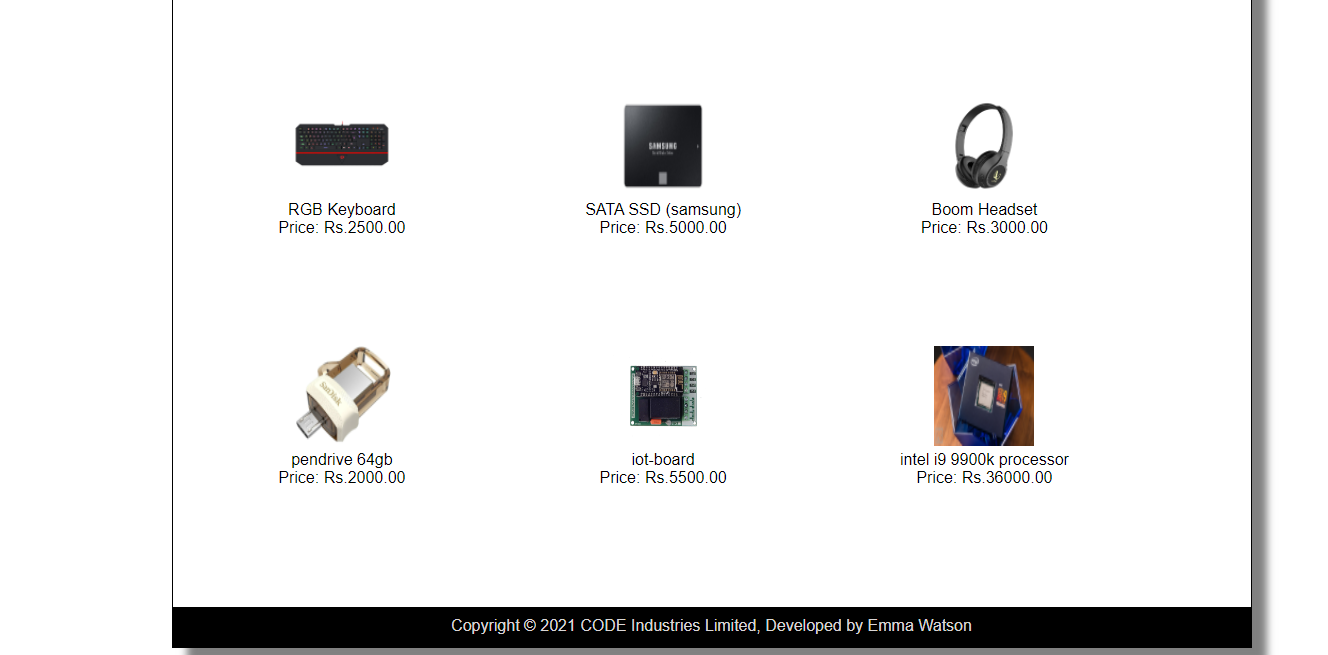 SAMSUNG
RGB Keyboard
Price: Rs.2500.00
SATA SSD (samsung)
Price: Rs.5000.00
Boom Headset
Price: Rs.3000.00
SanDisk
pendrive 64gb
Price: Rs.2000.00
iot-board
Price: Rs.5500.00
intel i9 9900k processor
Price: Rs.36000.00
Copyright © 2021 CODE Industries Limited, Developed by Emma Watson